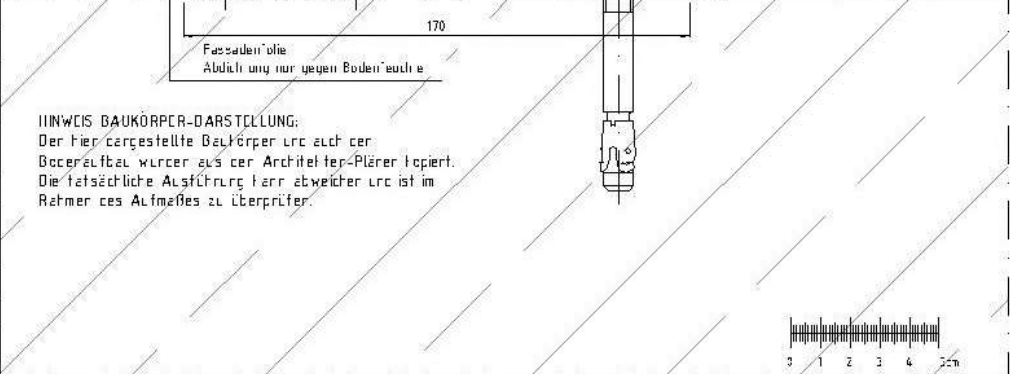 170
Fassadenfolie
Abdichtung nur gegen Bodenfeuchte
HINWEIS BAUKÖRPER-DARSTELLUNG:
Der hier dargestellte Baukörper und auch der
Bodenaufbau wurden aus den Architekten-Plänen kopiert.
Die tatsächliche Ausführung kann abweichen und ist im
Rahmen des Aufmaßes zu überprüfen.
0 1 2 3 4 5cm